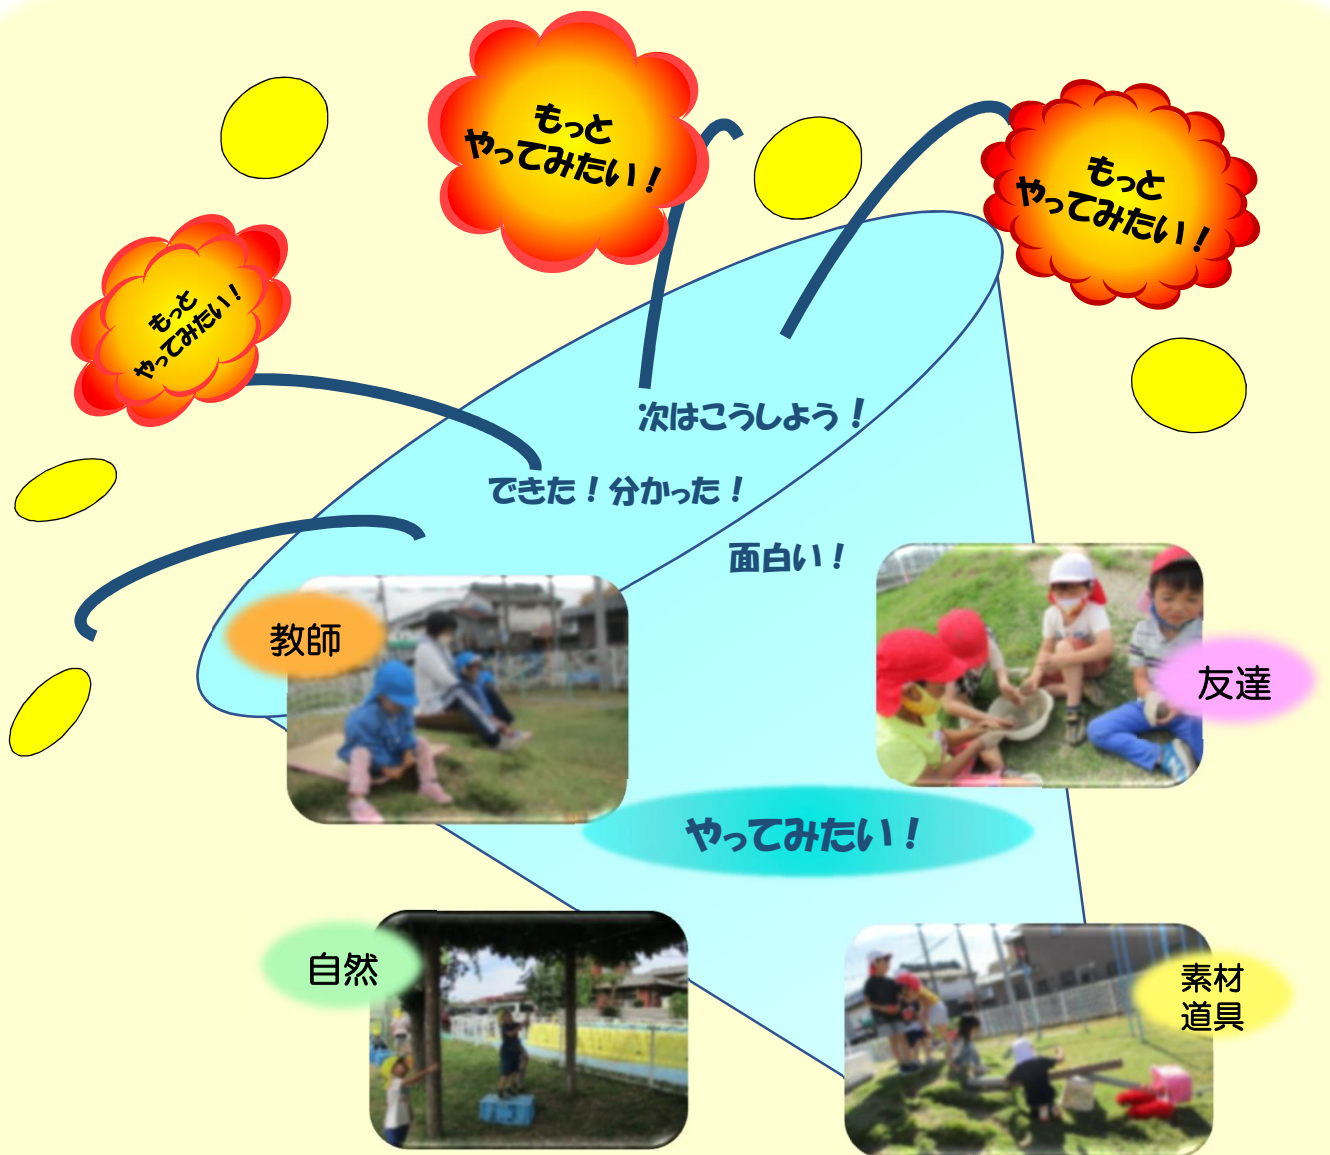 もっと
やってみたい！
もっと
やってみたい！
もっと
やってみたい！
次はこうしよう！
できた！分かった！
面白い！
教師
友達
やってみたい！
自然
素材
道具